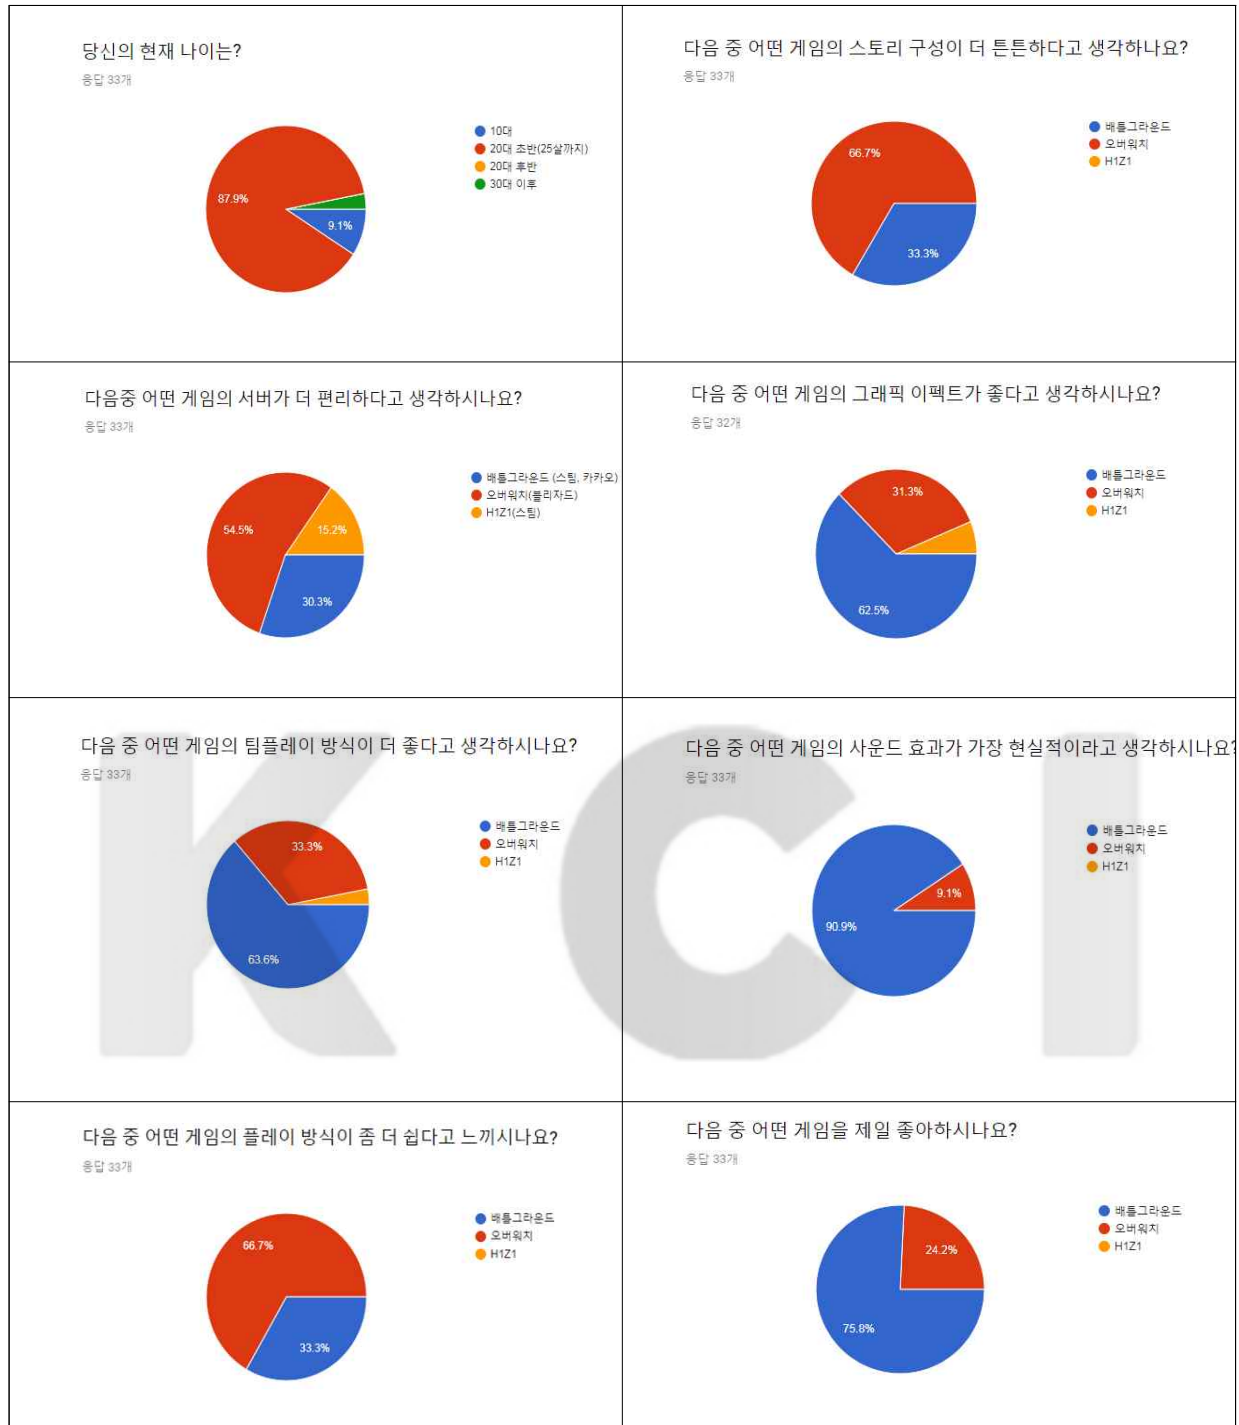 당신의 현재 나이는?
응답 33개
10대
20대 초반(25살까지)
20대 후반
30대 이후
87.9%
9.1%
다음 중 어떤 게임의 스토리 구성이 더 튼튼하다고 생각하나요?
응답 33개
배틀그라운드
오버워치
H1Z1
66.7%
33.3%
다음중 어떤 게임의 서버가 더 편리하다고 생각하시나요?
응답 33개
배틀그라운드 (스팀, 카카오)
오버워치(블리자드)
H1Z1(스팀)
54.5%
15.2%
30.3%
다음 중 어떤 게임의 그래픽 이펙트가 좋다고 생각하시나요?
응답 32개
배틀그라운드
오버워치
H1Z1
31.3%
62.5%
다음 중 어떤 게임의 팀플레이 방식이 더 좋다고 생각하시나요?
응답 33개
배틀그라운드
오버워치
H1Z1
33.3%
63.6%
다음 중 어떤 게임의 사운드 효과가 가장 현실적이라고 생각하시나요?
응답 33개
배틀그라운드
오버워치
H1Z1
9.1%
90.9%
다음 중 어떤 게임의 플레이 방식이 좀 더 쉽다고 느끼시나요?
응답 33개
배틀그라운드
오버워치
H1Z1
66.7%
33.3%
다음 중 어떤 게임을 제일 좋아하시나요?
응답 33개
배틀그라운드
오버워치
H1Z1
24.2%
75.8%
KCI